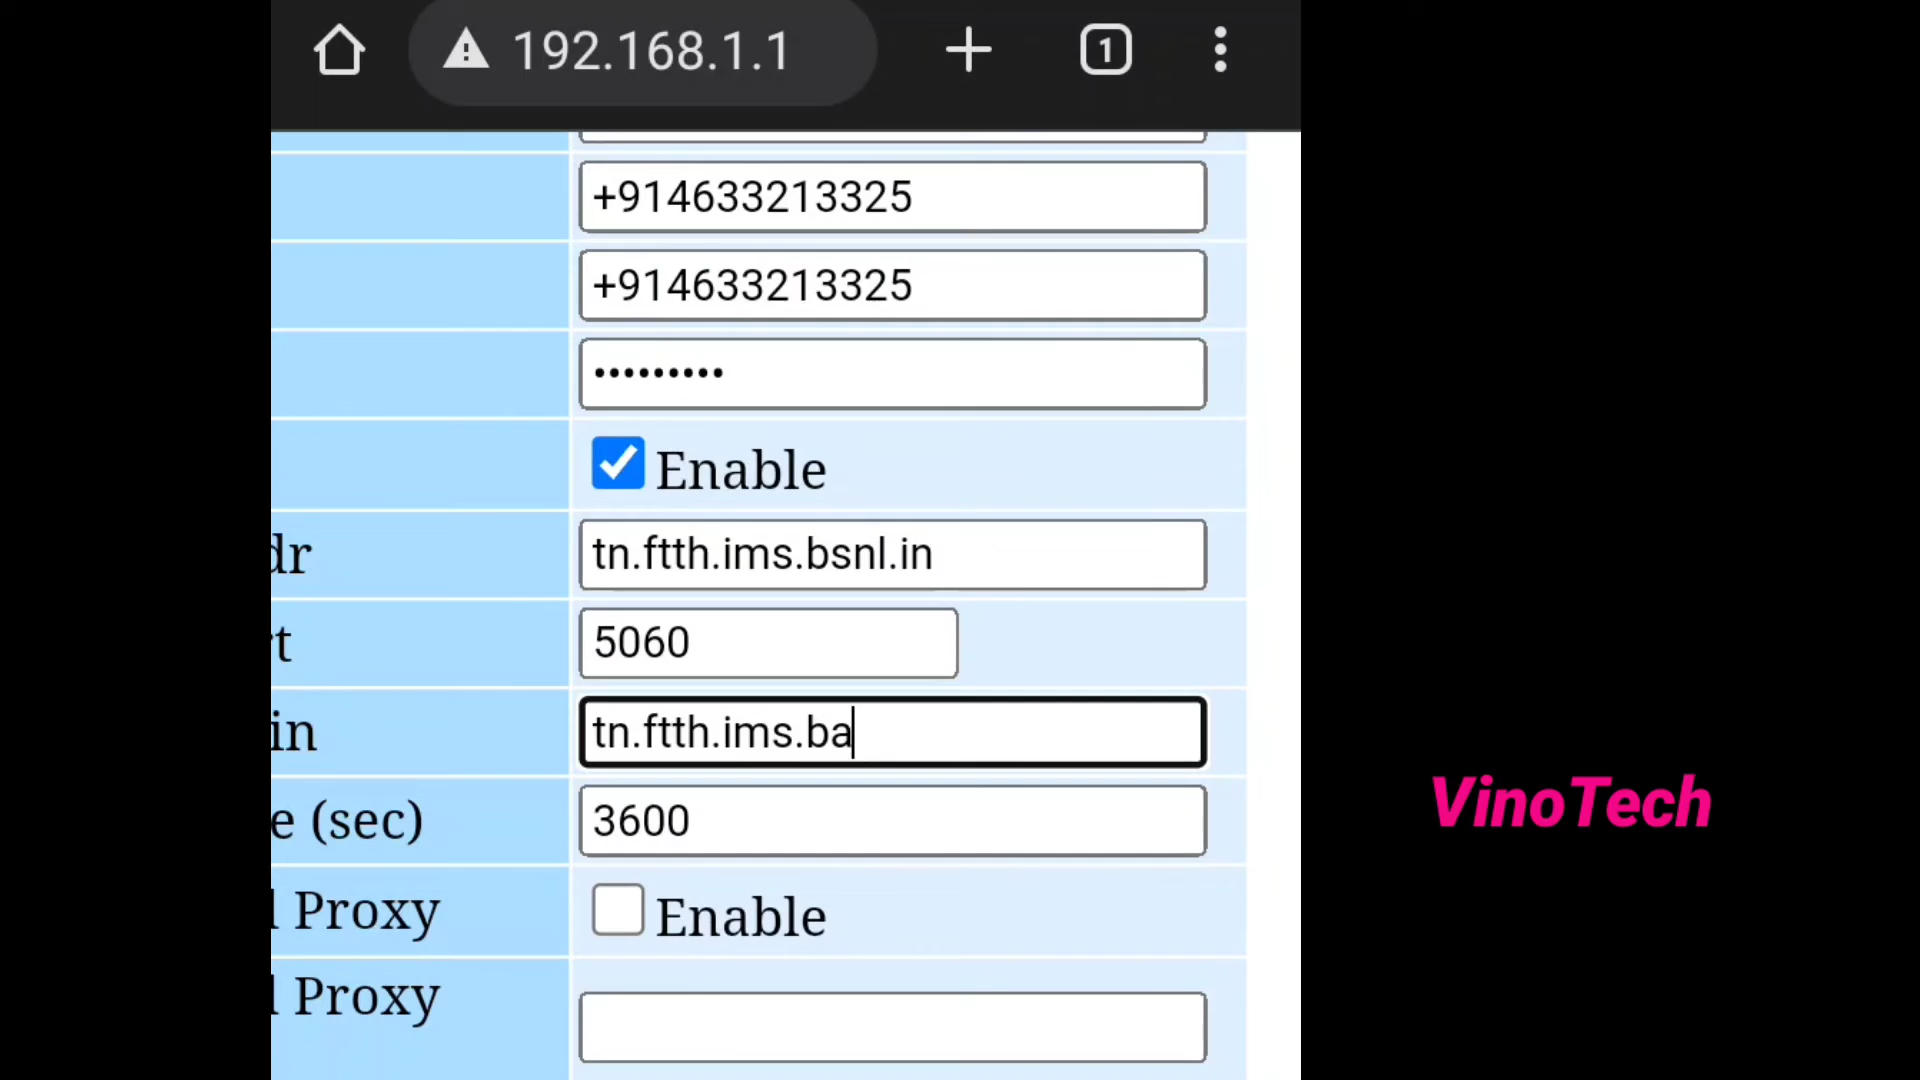 192.168.1.1
1
+914633213325
+914633213325
•••••••••
Enable
dr
tn.ftth.ims.bsnl.in
t
5060
in
tn.ftth.ims.ba
e (sec)
3600
Proxy
Enable
Proxy
VinoTech